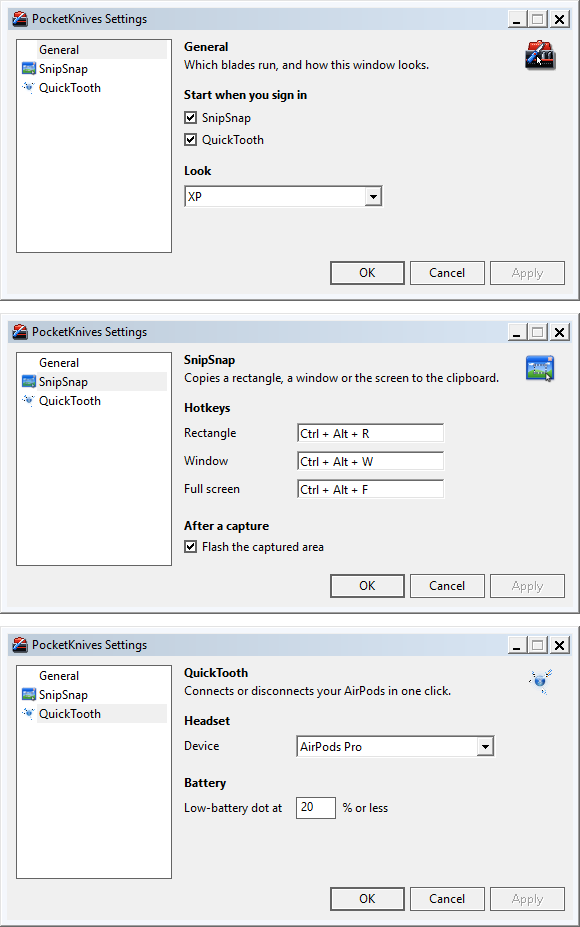 PocketKnives Settings
General
SnipSnap
QuickTooth
General
Which blades run, and how this window looks.
Start when you sign in
SnipSnap
QuickTooth
Look
XP
OK Cancel Apply
PocketKnives Settings
General
SnipSnap
QuickTooth
SnipSnap
Copies a rectangle, a window or the screen to the clipboard.
Hotkeys
Rectangle Ctrl + Alt + R
Window Ctrl + Alt + W
Full screen Ctrl + Alt + F
After a capture
Flash the captured area
OK Cancel Apply
PocketKnives Settings
General
SnipSnap
QuickTooth
QuickTooth
Connects or disconnects your AirPods in one click.
Headset
Device AirPods Pro
Battery
Low-battery dot at 20 % or less
OK Cancel Apply